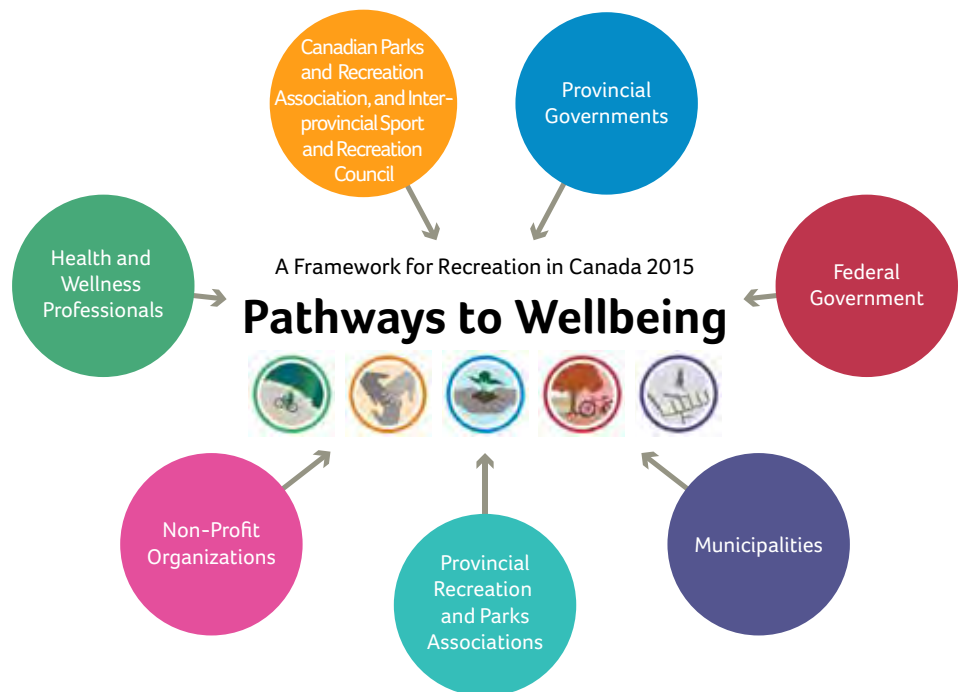 Canadian Parks
and Recreation
Association, and Inter-
provincial Sport
and Recreation
Council
Provincial
Governments
Health and
Wellness
Professionals
A Framework for Recreation in Canada 2015
Pathways to Wellbeing
Federal
Government
Non-Profit
Organizations
Provincial
Recreation
and Parks
Associations
Municipalities